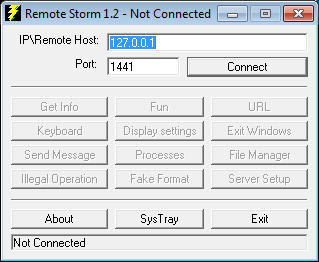 Remote Storm 1.2 - Not Connected
IP\Remote Host: 127.0.0.1
Port: 1441 Connect
Get Info Fun URL
Keyboard Display settings Exit Windows
Send Message Processes File Manager
Illegal Operation Fake Format Server Setup
About SysTray Exit
Not Connected